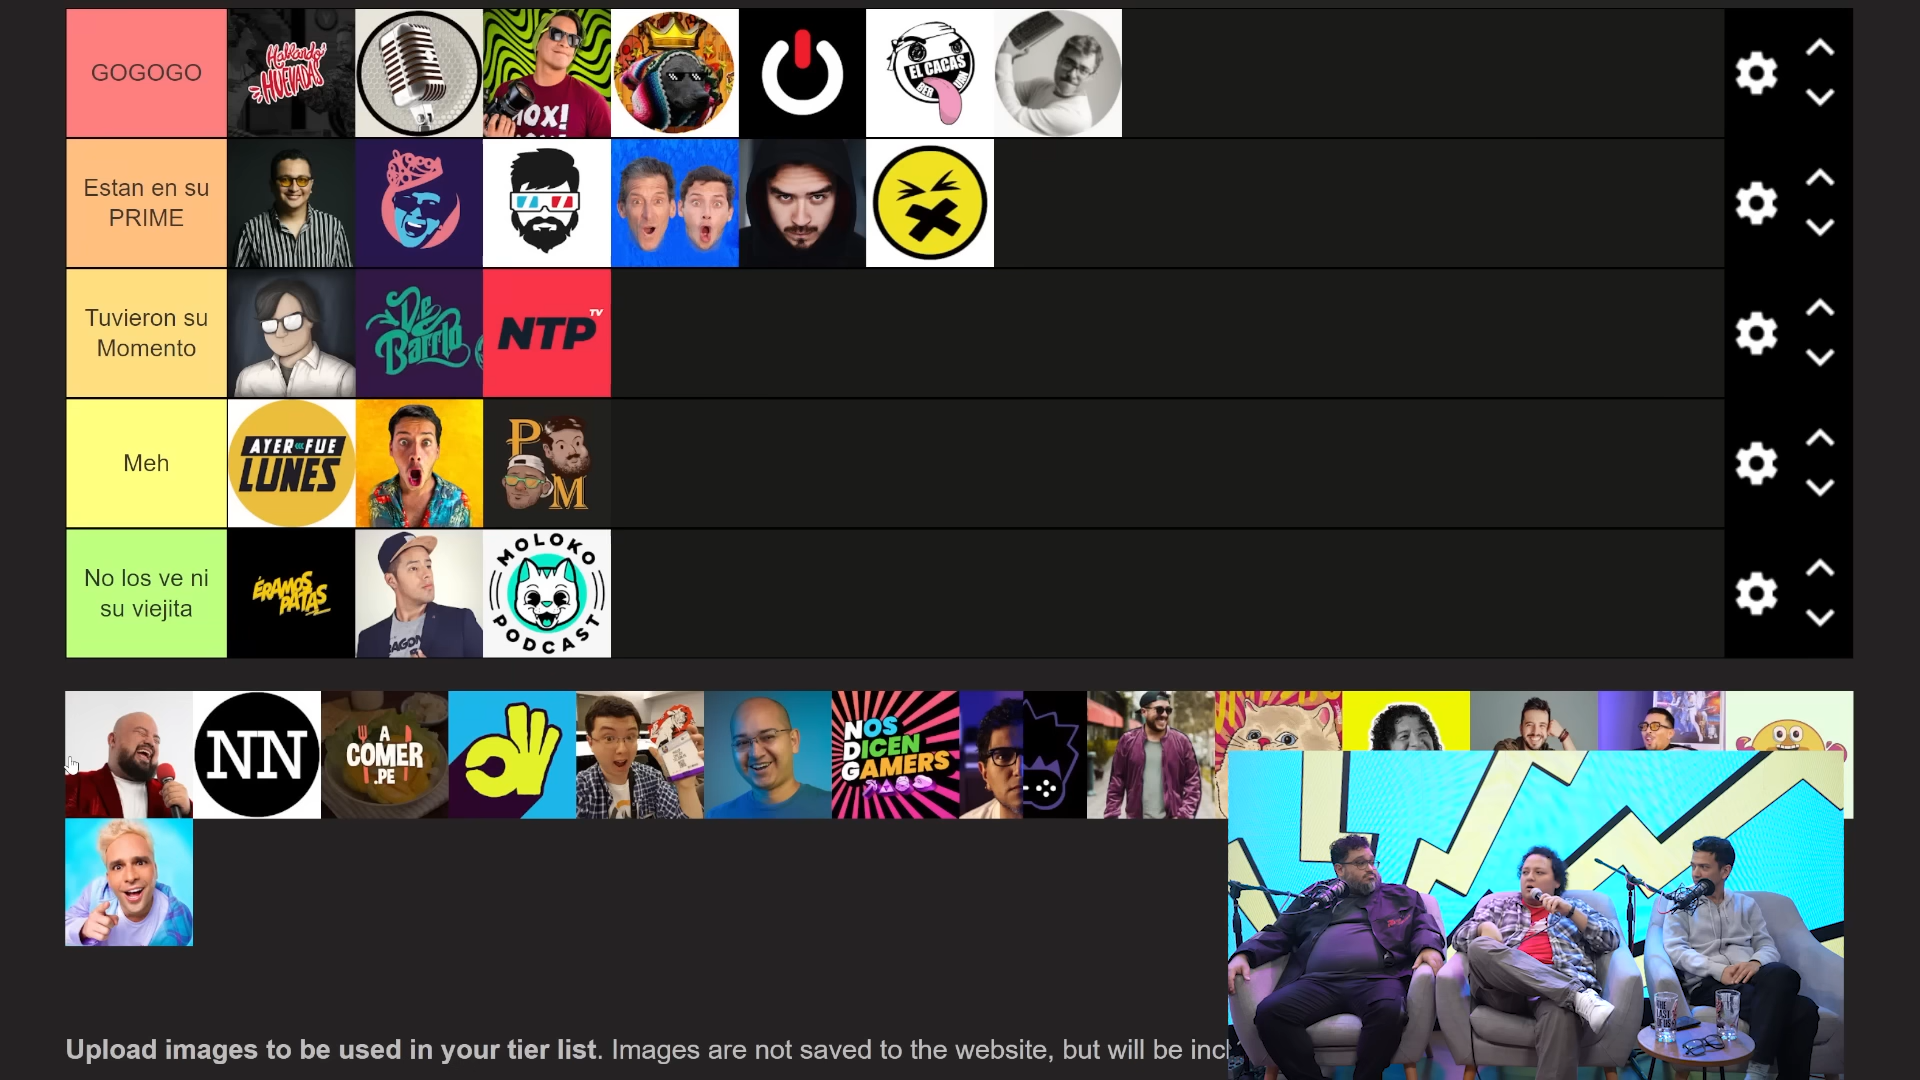 GOGOGO
Hablando
HUEVADAS
MOX!
EL CACAS
BER
Estan en su
PRIME
Tuvieron su
Momento
De
Barrio
NTP TV
Meh
AYER FUE
LUNES
P
M
No los ve ni
su viejita
ÉRAMOS
PATAS
MOLOKO
PODCAST
NN
A
COMER
.PE
NOS
DICEN
GAMERS
Upload images to be used in your tier list. Images are not saved to the website, but will be inc